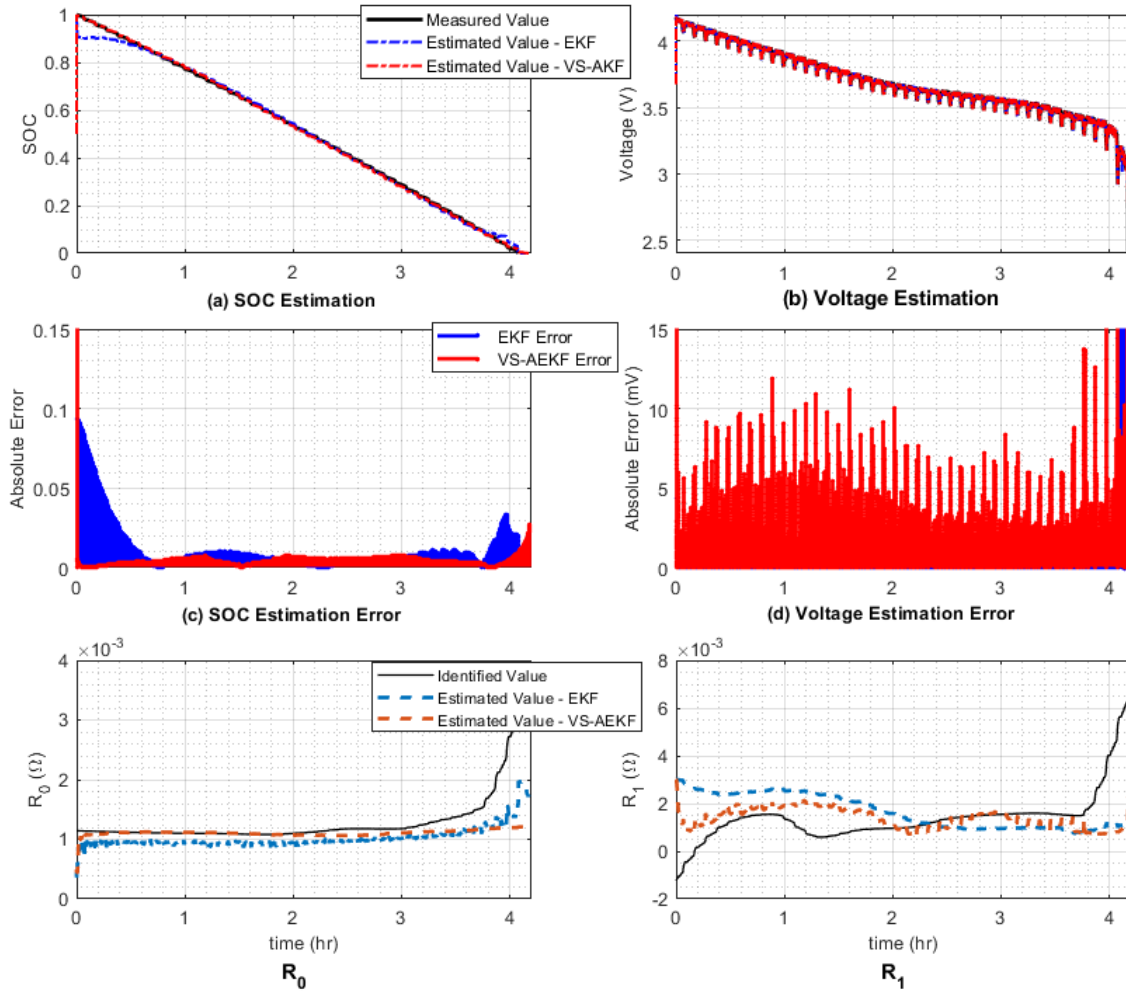 Measured Value
Estimated Value - EKF
Estimated Value - VS-AKF
SOC
1
0.8
0.6
0.4
0.2
0
0 1 2 3 4
(a) SOC Estimation
Voltage (V)
4
3.5
3
2.5
0 1 2 3 4
(b) Voltage Estimation
EKF Error
VS-AEKF Error
Absolute Error
0.15
0.1
0.05
0
0 1 2 3 4
(c) SOC Estimation Error
Absolute Error (mV)
15
10
5
0
0 1 2 3 4
(d) Voltage Estimation Error
×10⁻³
Identified Value
Estimated Value - EKF
Estimated Value - VS-AEKF
R₀ (Ω)
4
3
2
1
0
0 1 2 3 4
time (hr)
R₀
×10⁻³
R₁ (Ω)
8
6
4
2
0
-2
0 1 2 3 4
time (hr)
R₁